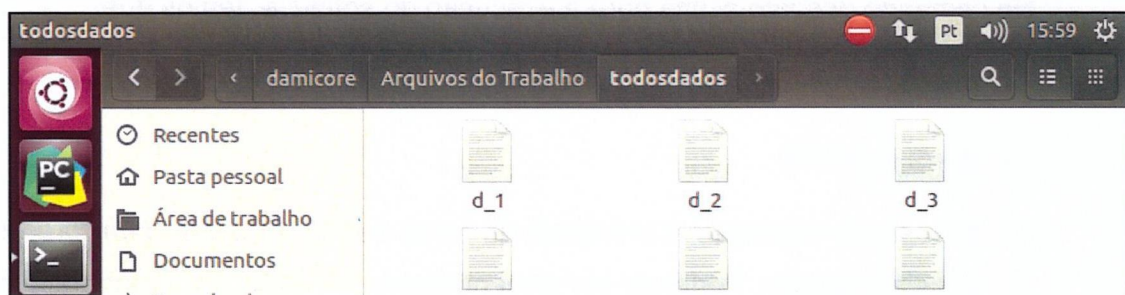 todosdados
Pt 15:59
damicore Arquivos do Trabalho todosdados
Recentes
Pasta pessoal
Área de trabalho
Documentos
PC
d_1 d_2 d_3